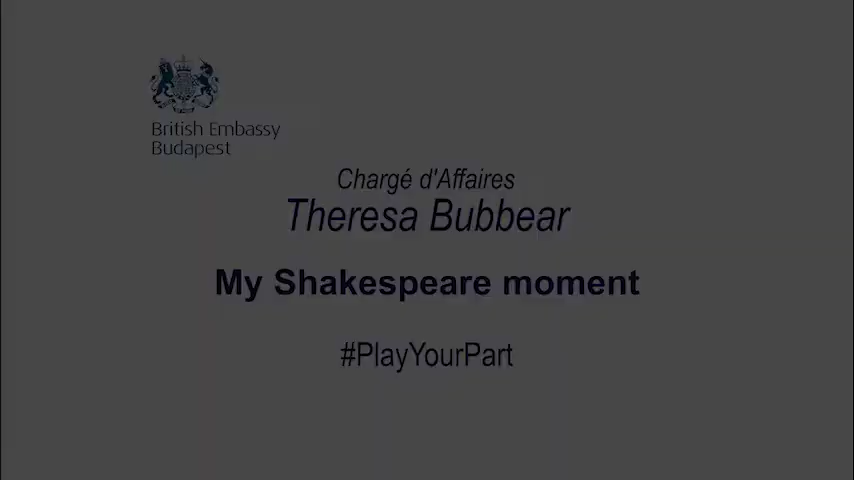 British Embassy
Budapest
Chargé d'Affaires
Theresa Bubbear
My Shakespeare moment
#PlayYourPart